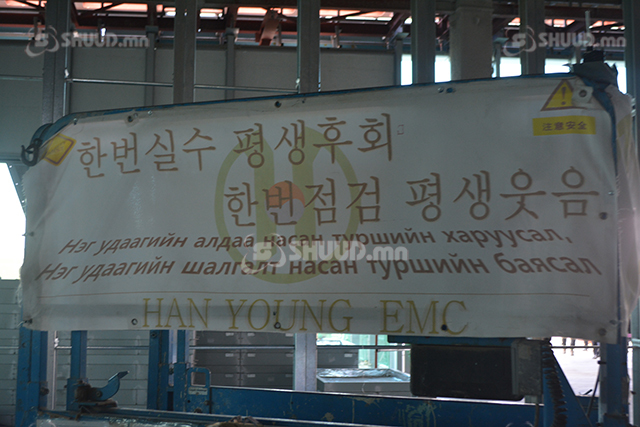 SHUUD.mn
SHUUD.mn
注意安全
한번실수 평생후회
한번점검 평생웃음
Нэг удаагийн алдаа насан туршийн харуусал,
SHUUD.mn
Нэг удаагийн шалгалт насан туршийн баясал
HAN YOUNG EMC